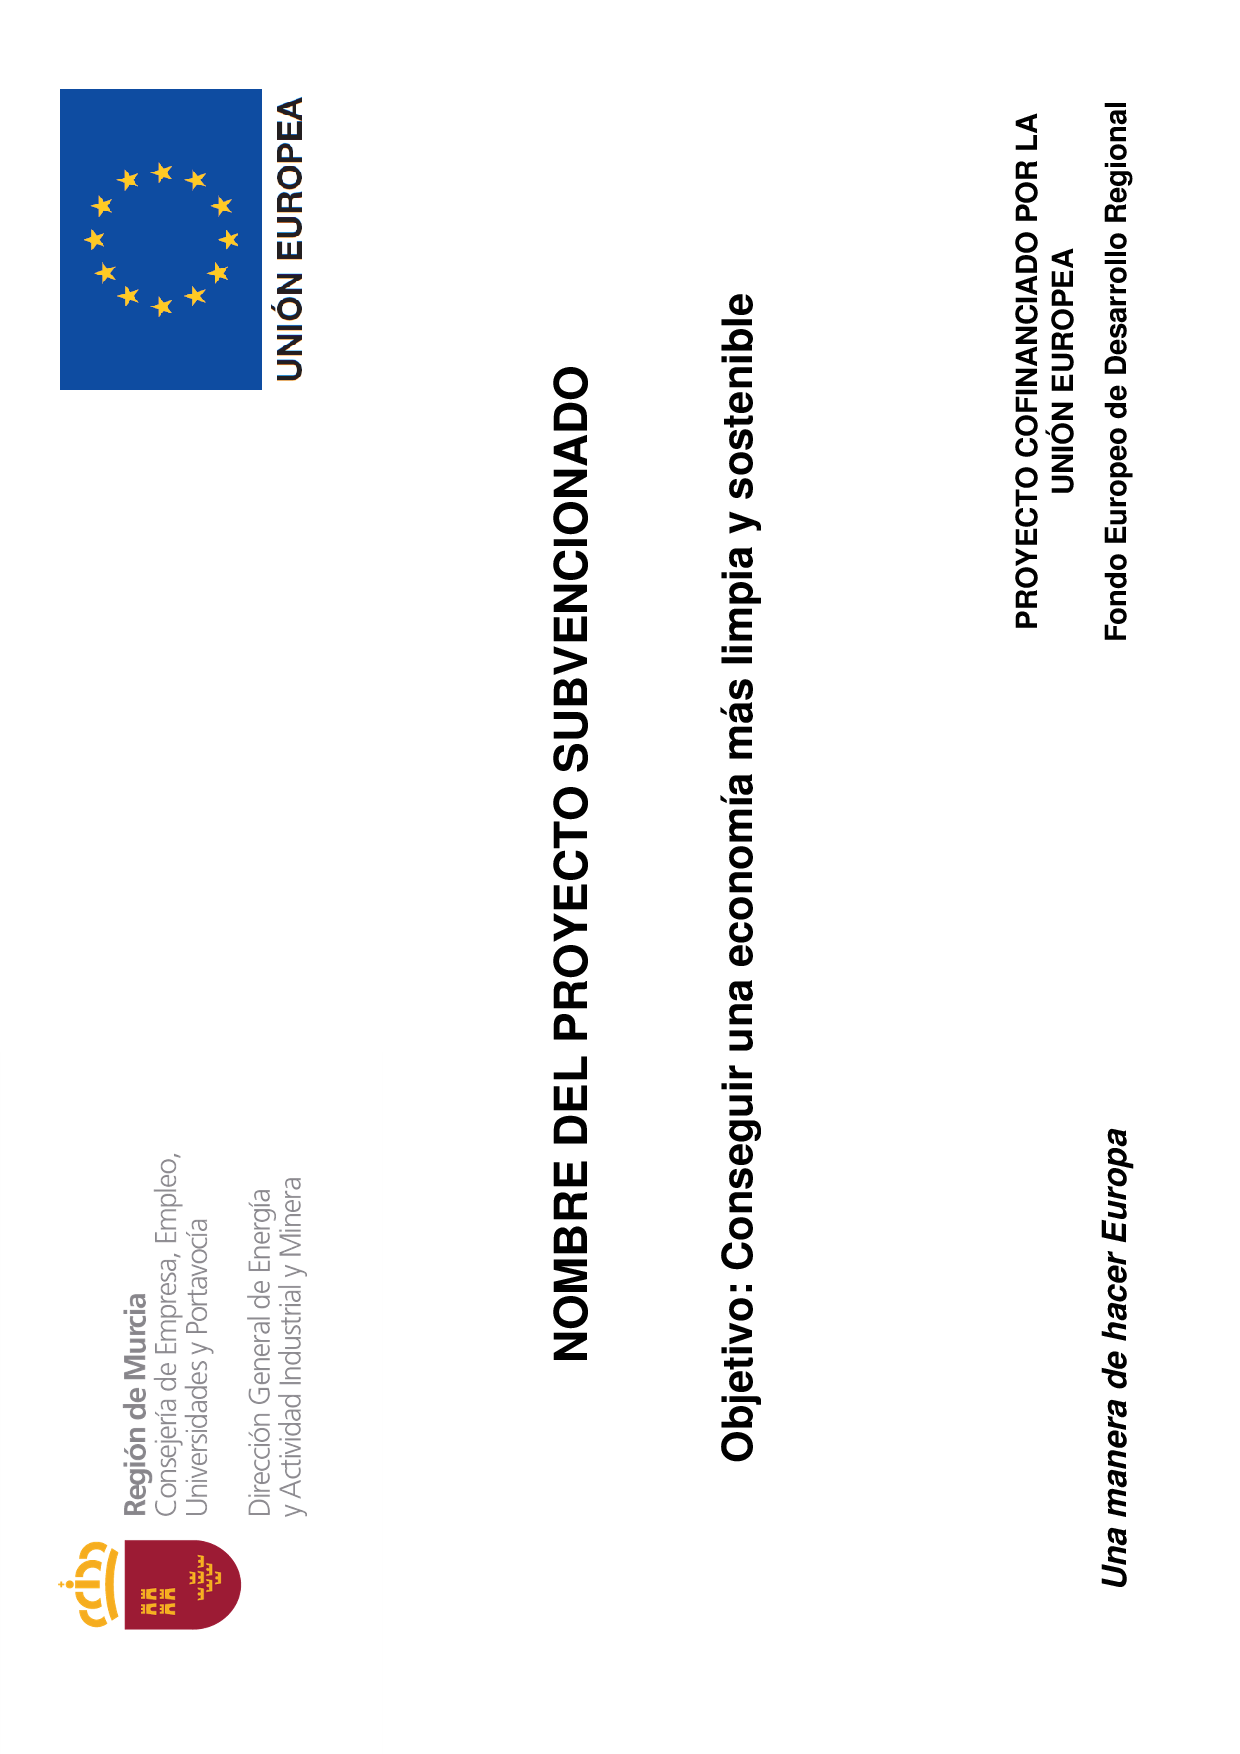 Región de Murcia
Consejería de Empresa, Empleo,
Universidades y Portavocía
Dirección General de Energía
y Actividad Industrial y Minera
UNIÓN EUROPEA
NOMBRE DEL PROYECTO SUBVENCIONADO
Objetivo: Conseguir una economía más limpia y sostenible
PROYECTO COFINANCIADO POR LA
UNIÓN EUROPEA
Una manera de hacer Europa
Fondo Europeo de Desarrollo Regional